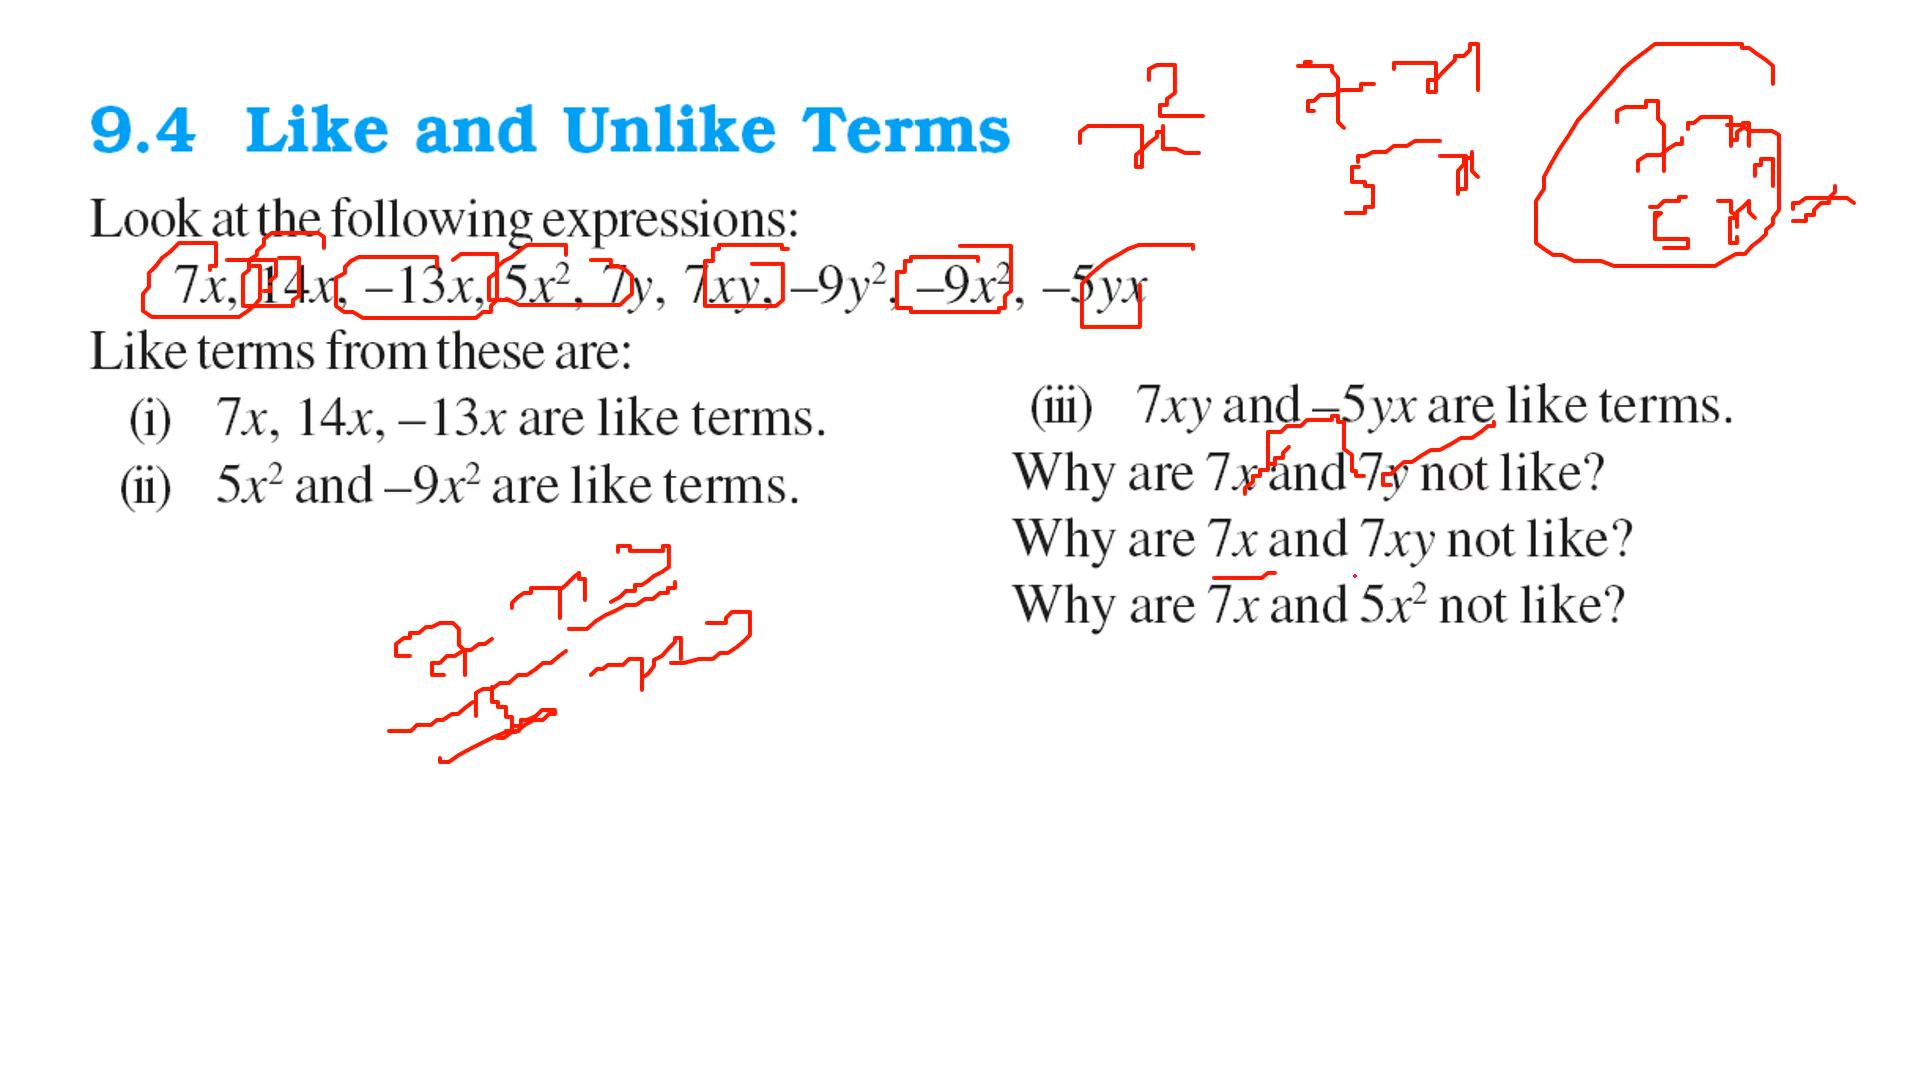 9.4 Like and Unlike Terms
Look at the following expressions:
7x, 14x, –13x, 5x², 7y, 7xy, –9y², –9x², –5yx
Like terms from these are:
(i) 7x, 14x, –13x are like terms.
(ii) 5x² and –9x² are like terms.
(iii) 7xy and –5yx are like terms.
Why are 7x and 7y not like?
Why are 7x and 7xy not like?
Why are 7x and 5x² not like?